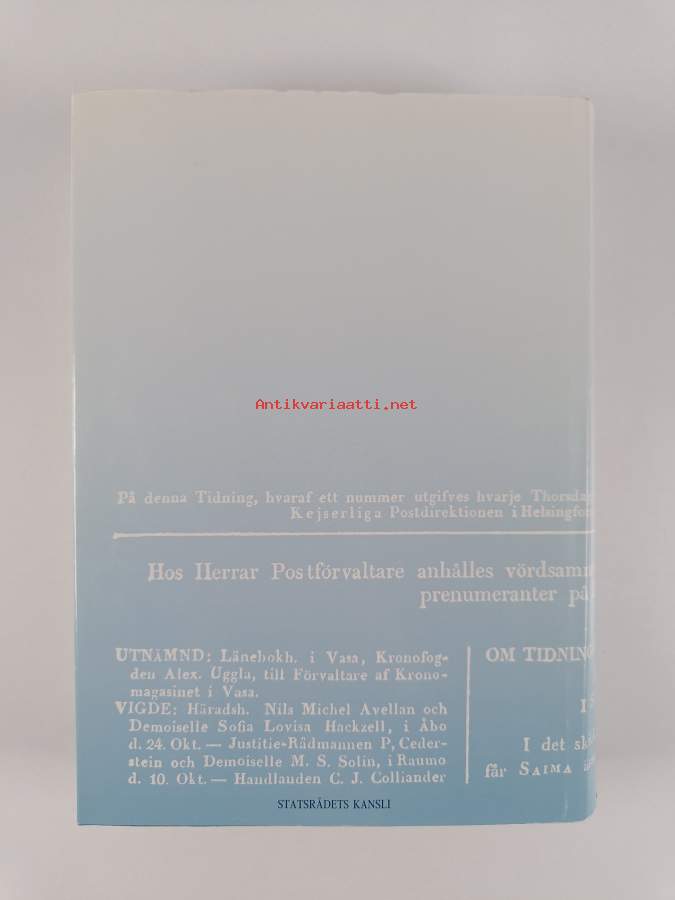 Antikvariaatti.net
På denna Tidning, hvaraf ett nummer utgifves hvarje Thorsda
Kejserliga Postdirektionen i Helsingfor
Hos Herrar Postförvaltare anhålles vördsam
prenumeranter på
UTNÄMND: Länebokh. i Vasa, Kronofog-
den Alex. Uggla, till Förvaltare af Krono-
magasinet i Vasa.
VIGDE: Häradsh. Nils Michel Avellan och
Demoiselle Sofia Lovisa Hackzell, i Åbo
d. 24. Okt. — Justitie-Rådmannen P, Ceder-
stein och Demoiselle M. S. Solin, i Raumo
d. 10. Okt. — Handlanden C. J. Colliander
OM TIDNING
I det sk
får SAIMA
STATSRÅDETS KANSLI